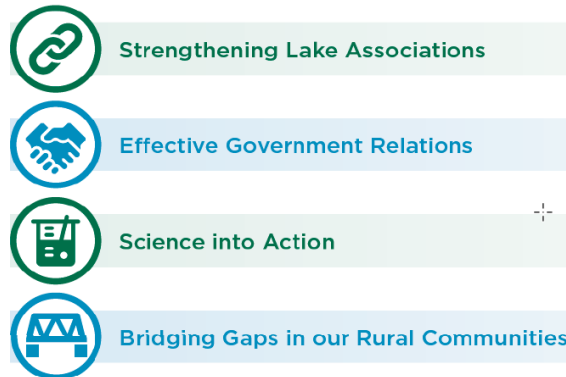 Strengthening Lake Associations
Effective Government Relations
Science into Action
Bridging Gaps in our Rural Communities